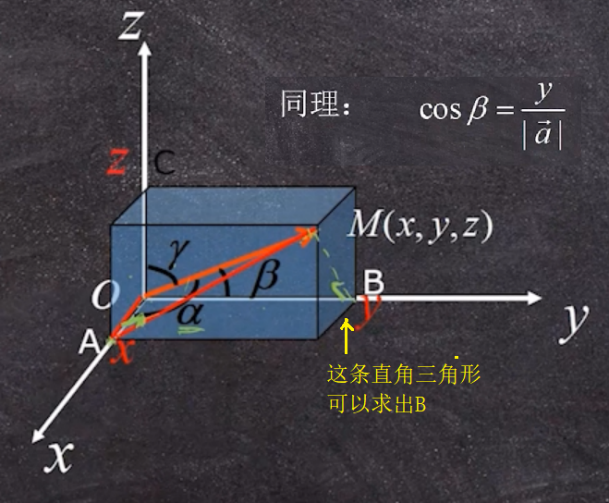 z
同理： cos β = y / |a⃗|
z C
M(x,y,z)
γ
β
O
B
α
y
A
x
y
这条直角三角形
可以求出B
x